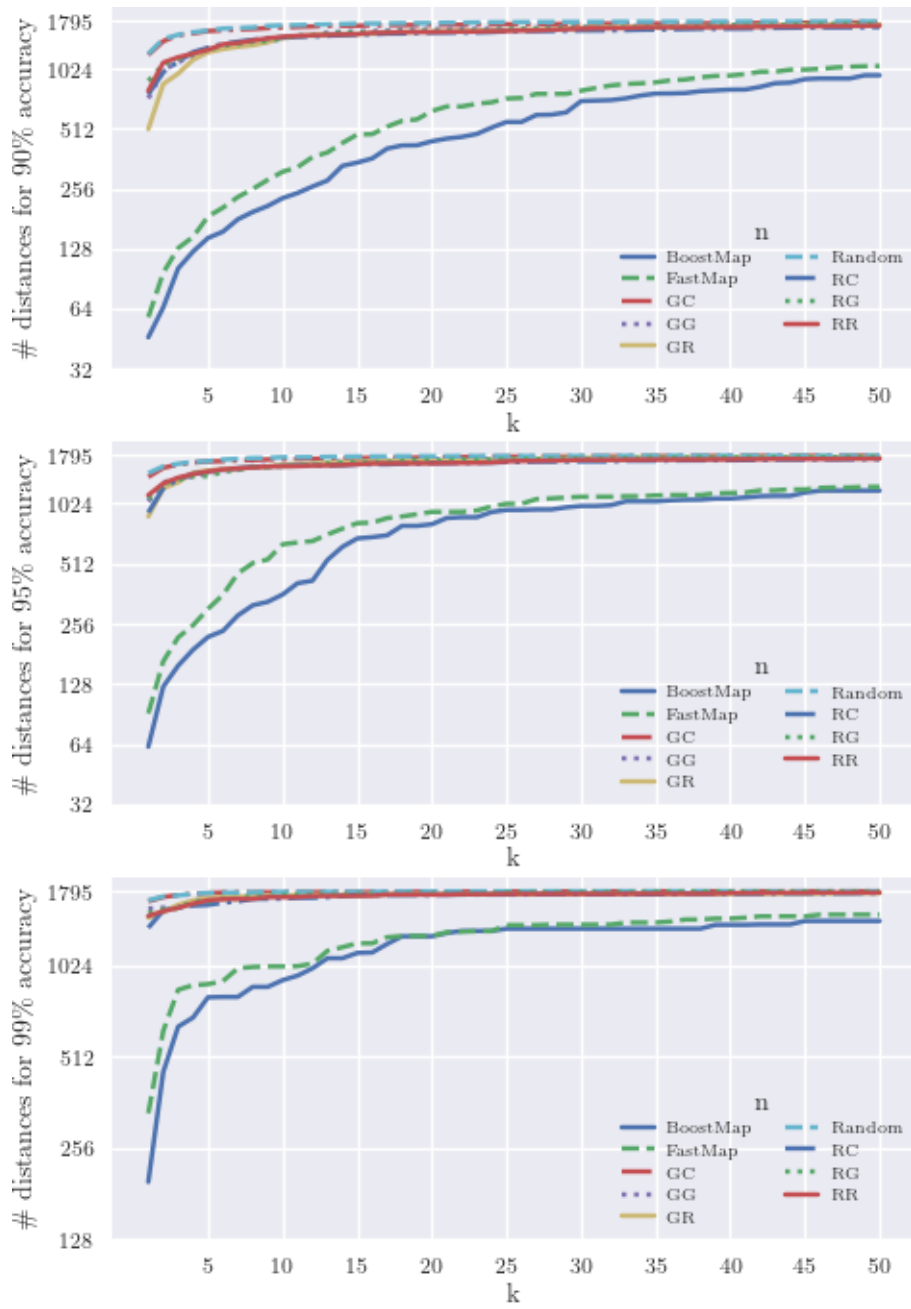 # distances for 90% accuracy
1795
1024
512
256
128
64
32
n
BoostMap Random
FastMap RC
GC RG
GG RR
GR
5 10 15 20 25 30 35 40 45 50
k
# distances for 95% accuracy
1795
1024
512
256
128
64
32
n
BoostMap Random
FastMap RC
GC RG
GG RR
GR
5 10 15 20 25 30 35 40 45 50
k
# distances for 99% accuracy
1795
1024
512
256
128
n
BoostMap Random
FastMap RC
GC RG
GG RR
GR
5 10 15 20 25 30 35 40 45 50
k